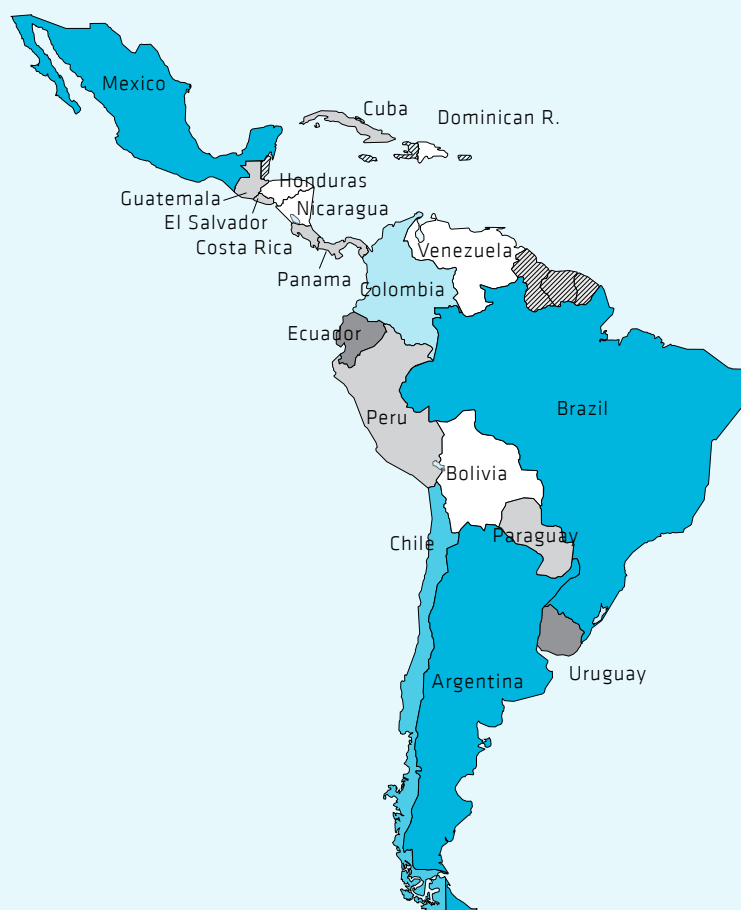 Mexico
Cuba
Dominican R.
Honduras
Guatemala
Nicaragua
El Salvador
Costa Rica
Venezuela
Panama
Colombia
Ecuador
Brazil
Peru
Bolivia
Paraguay
Chile
Uruguay
Argentina